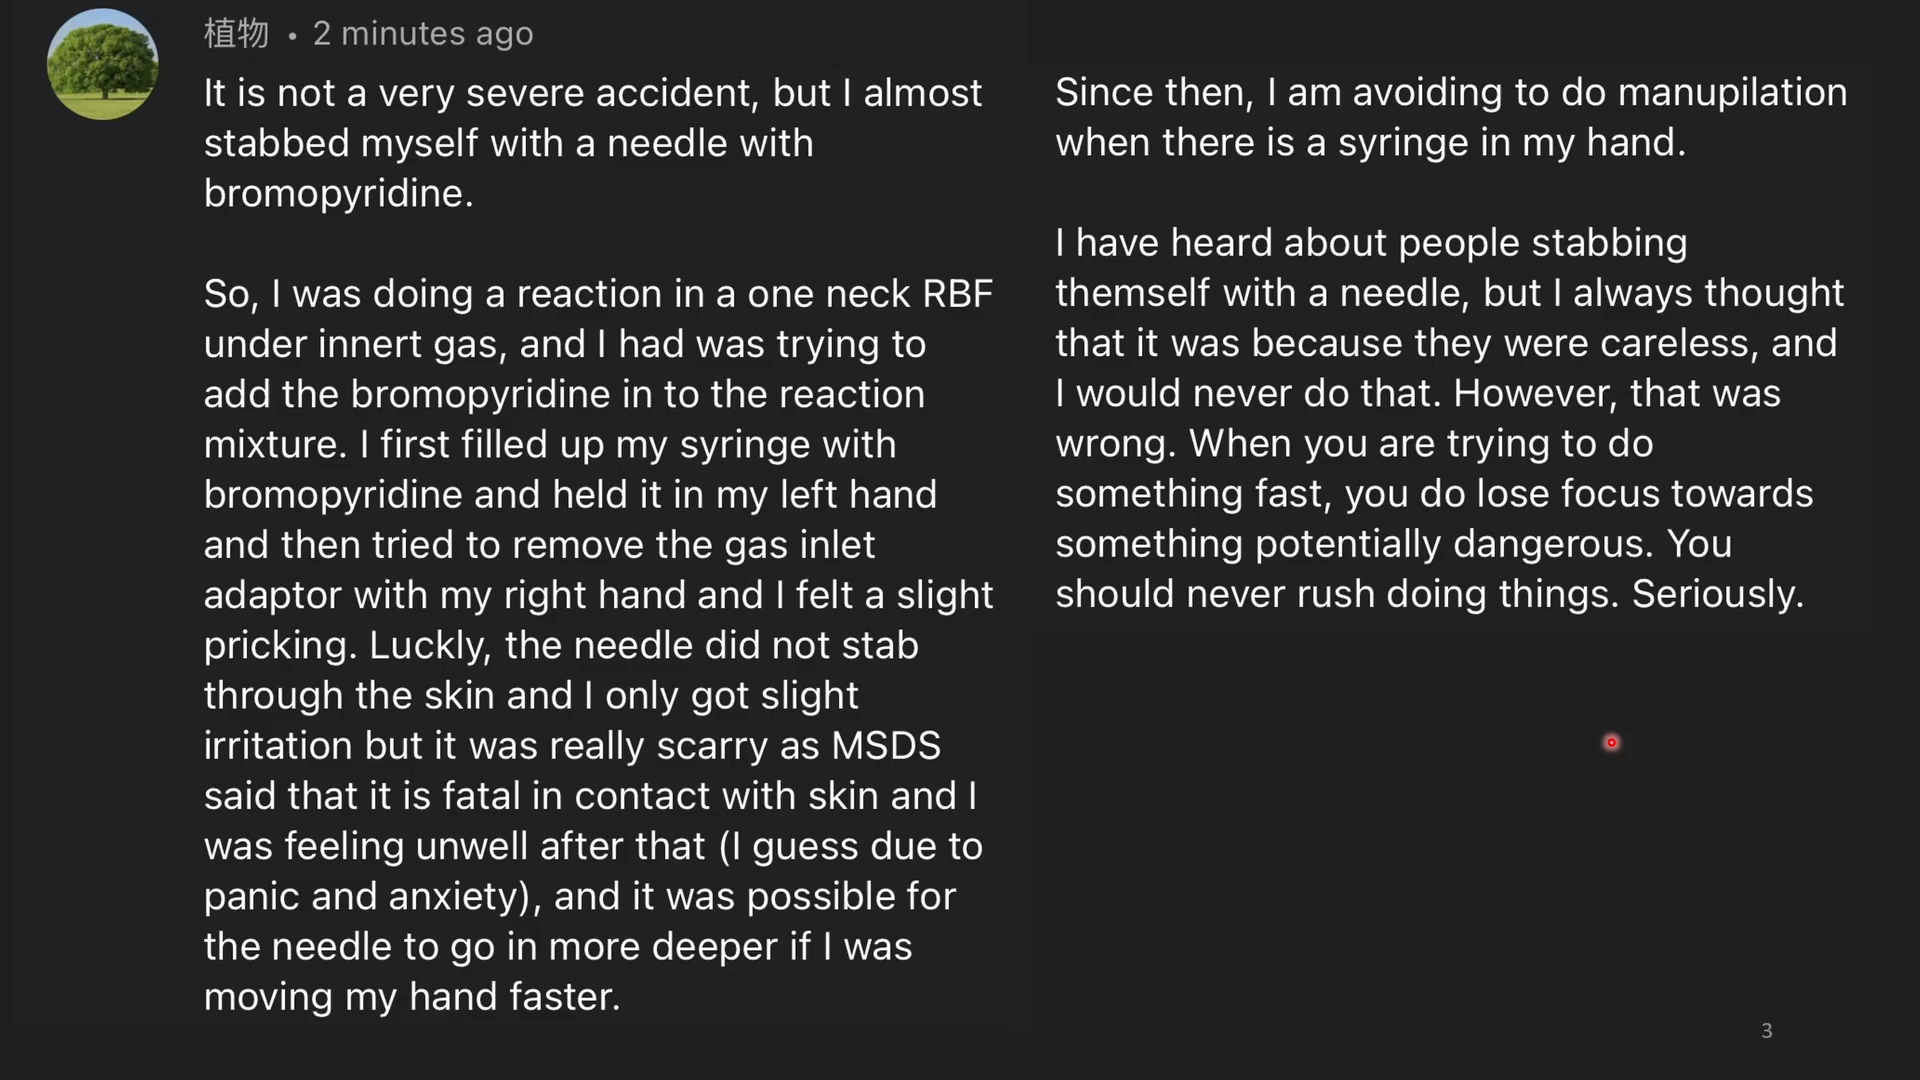 植物 • 2 minutes ago
It is not a very severe accident, but I almost
stabbed myself with a needle with
bromopyridine.
So, I was doing a reaction in a one neck RBF
under innert gas, and I had was trying to
add the bromopyridine in to the reaction
mixture. I first filled up my syringe with
bromopyridine and held it in my left hand
and then tried to remove the gas inlet
adaptor with my right hand and I felt a slight
pricking. Luckly, the needle did not stab
through the skin and I only got slight
irritation but it was really scarry as MSDS
said that it is fatal in contact with skin and I
was feeling unwell after that (I guess due to
panic and anxiety), and it was possible for
the needle to go in more deeper if I was
moving my hand faster.
Since then, I am avoiding to do manupilation
when there is a syringe in my hand.
I have heard about people stabbing
themself with a needle, but I always thought
that it was because they were careless, and
I would never do that. However, that was
wrong. When you are trying to do
something fast, you do lose focus towards
something potentially dangerous. You
should never rush doing things. Seriously.
3